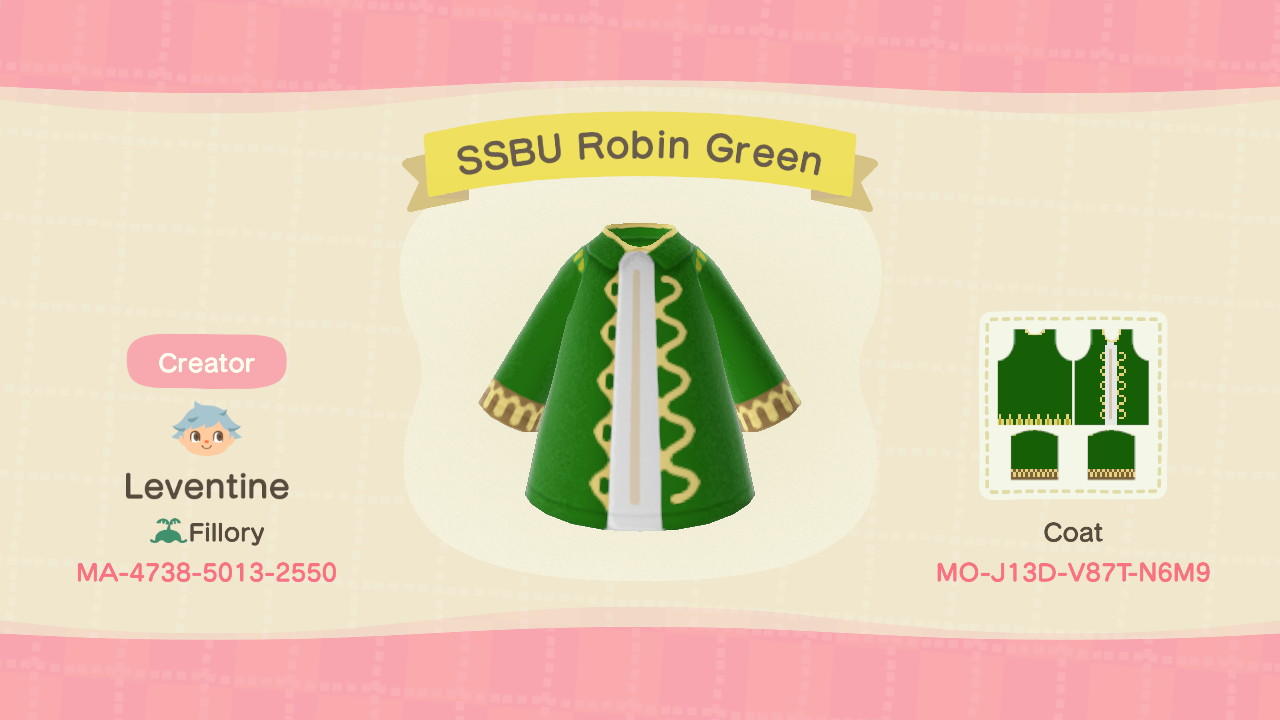 SSBU Robin Green
Creator
Leventine
Fillory
MA-4738-5013-2550
Coat
MO-J13D-V87T-N6M9